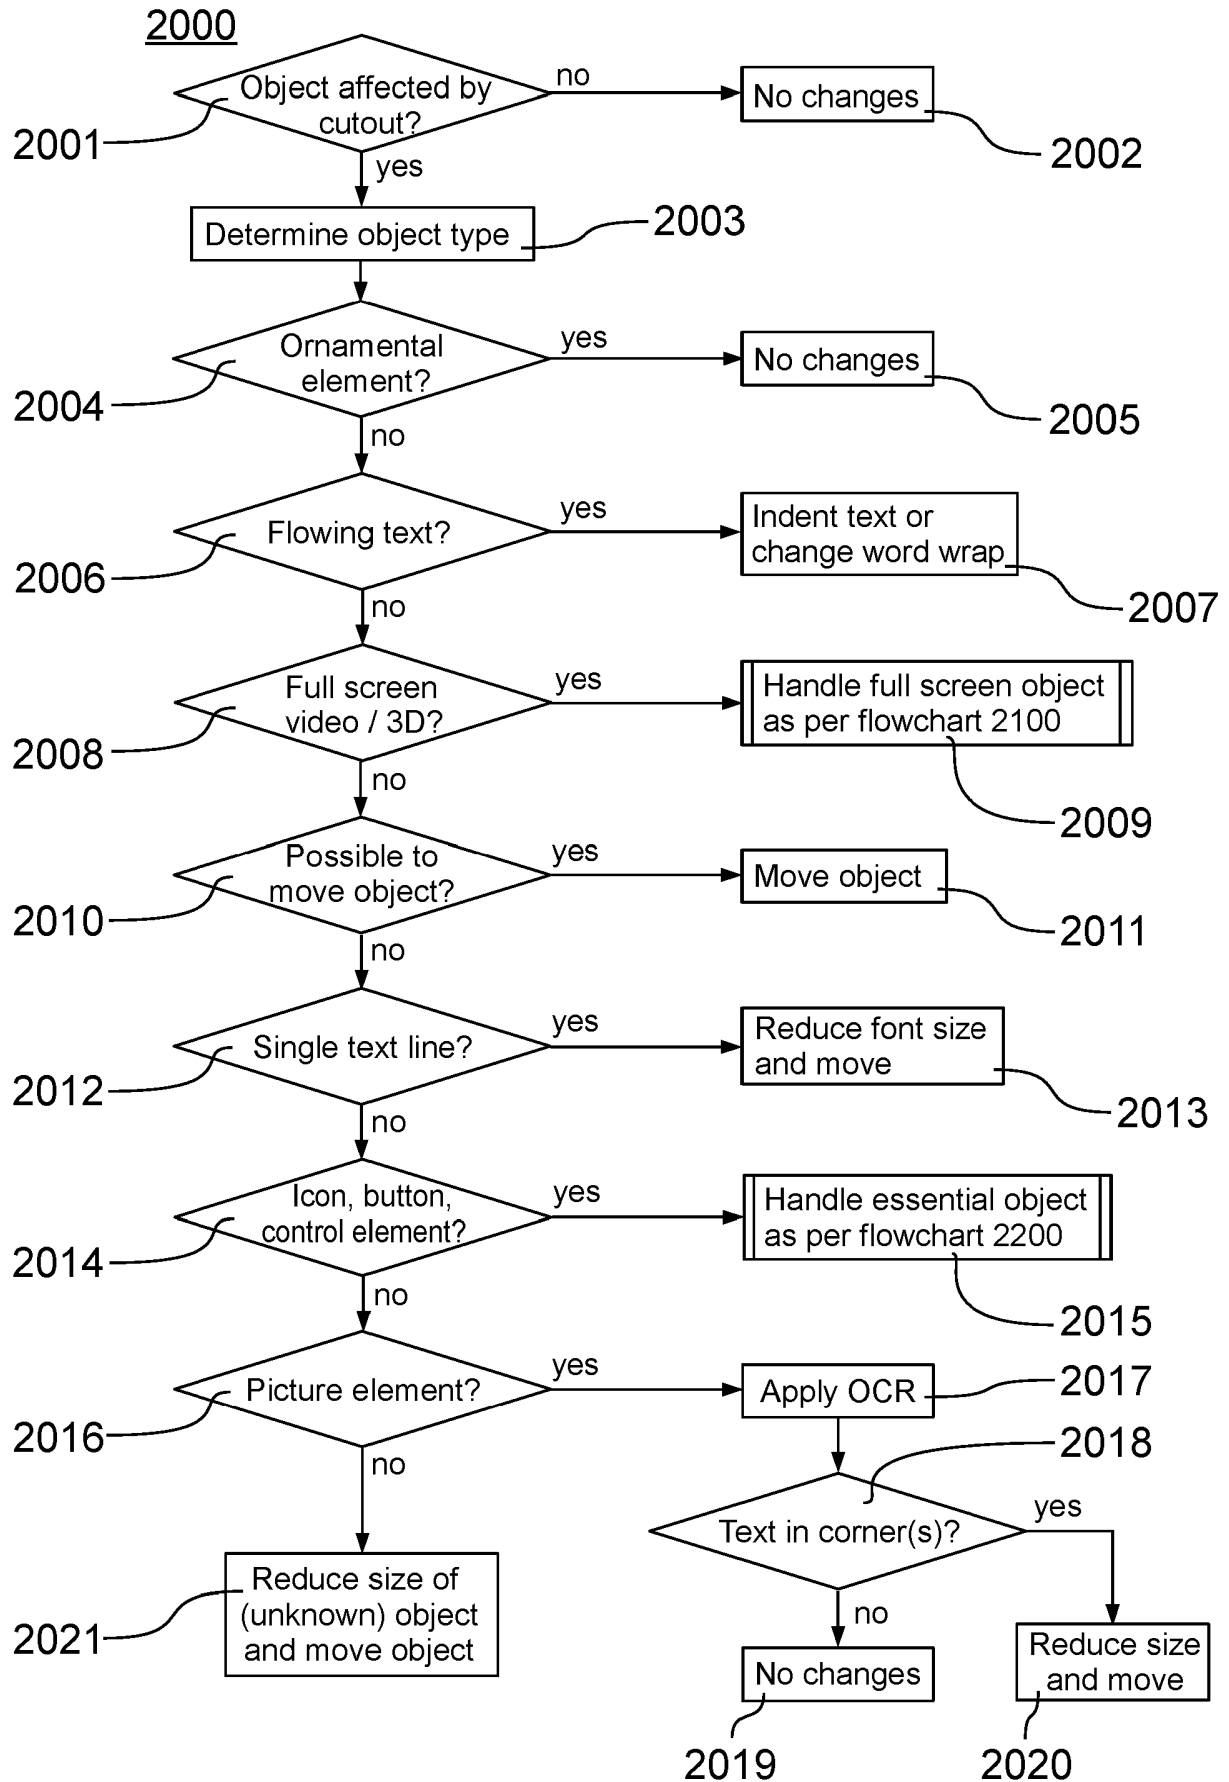 2000
Object affected by
cutout?
no
No changes
2001
2002
yes
Determine object type
2003
Ornamental
element?
yes
No changes
2004
2005
no
Flowing text?
yes
Indent text or
change word wrap
2006
2007
no
Full screen
video / 3D?
yes
Handle full screen object
as per flowchart 2100
2008
2009
no
Possible to
move object?
yes
Move object
2010
2011
no
Single text line?
yes
Reduce font size
and move
2012
2013
no
Icon, button,
control element?
yes
Handle essential object
as per flowchart 2200
2014
2015
no
Picture element?
yes
Apply OCR
2017
2016
2018
no
Text in corner(s)?
yes
Reduce size of
(unknown) object
and move object
2021
no
No changes
Reduce size
and move
2019
2020